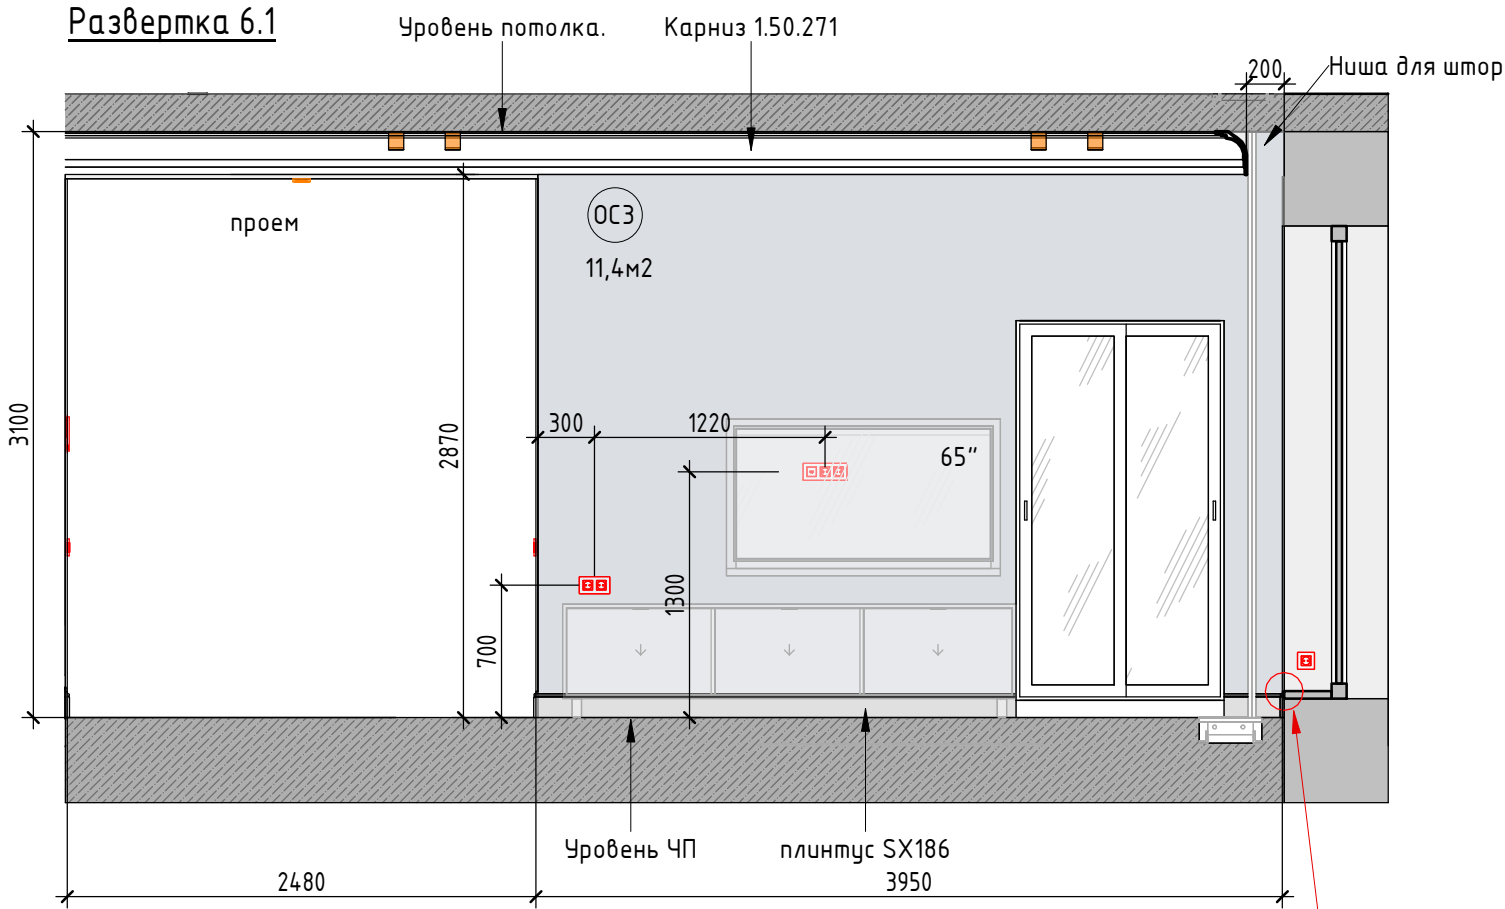 Развертка 6.1
Уровень потолка.
Карниз 1.50.271
200
Ниша для штор
проем
ОС3
11,4м2
3100
2870
300
1220
65"
1300
700
Уровень ЧП
плинтус SX186
2480
3950